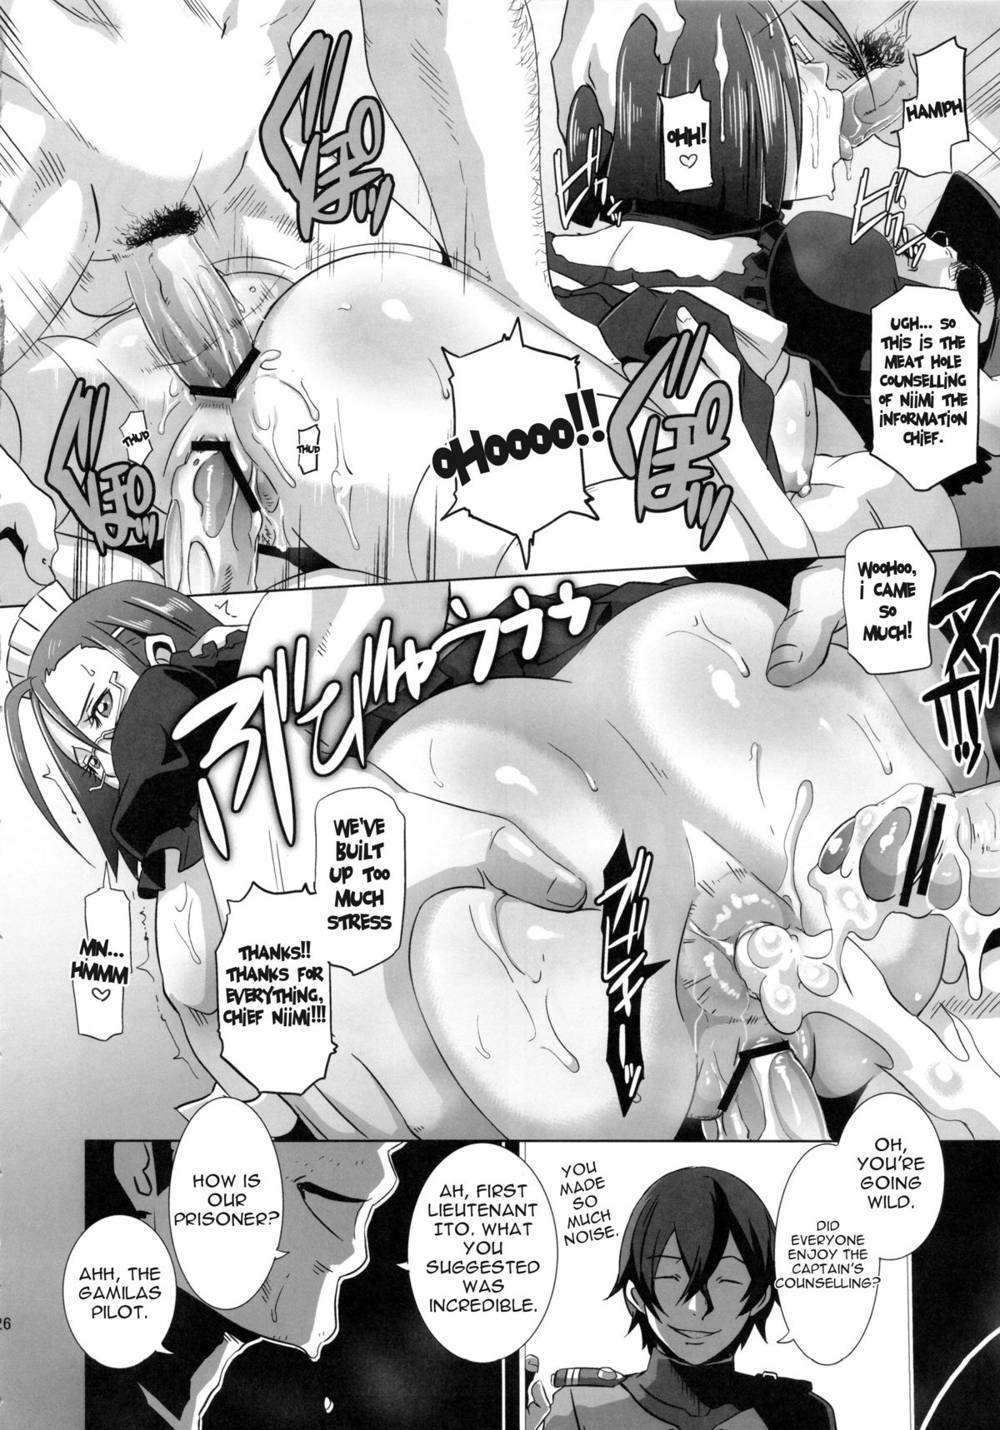 HAMPH
OHH!
UGH... SO
THIS IS THE
MEAT HOLE
COUNSELLING
OF NIIMI THE
INFORMATION
CHIEF.
THUD
THUD
OHOOOO!!
WOOHOO,
I CAME
SO
MUCH!
WE'VE
BUILT
UP TOO
MUCH
STRESS
THANKS!!
THANKS FOR
EVERYTHING,
CHIEF NIIMI!!!
MN...
HMMM
OH,
YOU'RE
GOING
WILD.
DID
EVERYONE
ENJOY THE
CAPTAIN'S
COUNSELLING?
YOU
MADE
SO
MUCH
NOISE.
AH, FIRST
LIEUTENANT
ITO. WHAT
YOU
SUGGESTED
WAS
INCREDIBLE.
HOW IS
OUR
PRISONER?
AHH, THE
GAMILAS
PILOT.
26